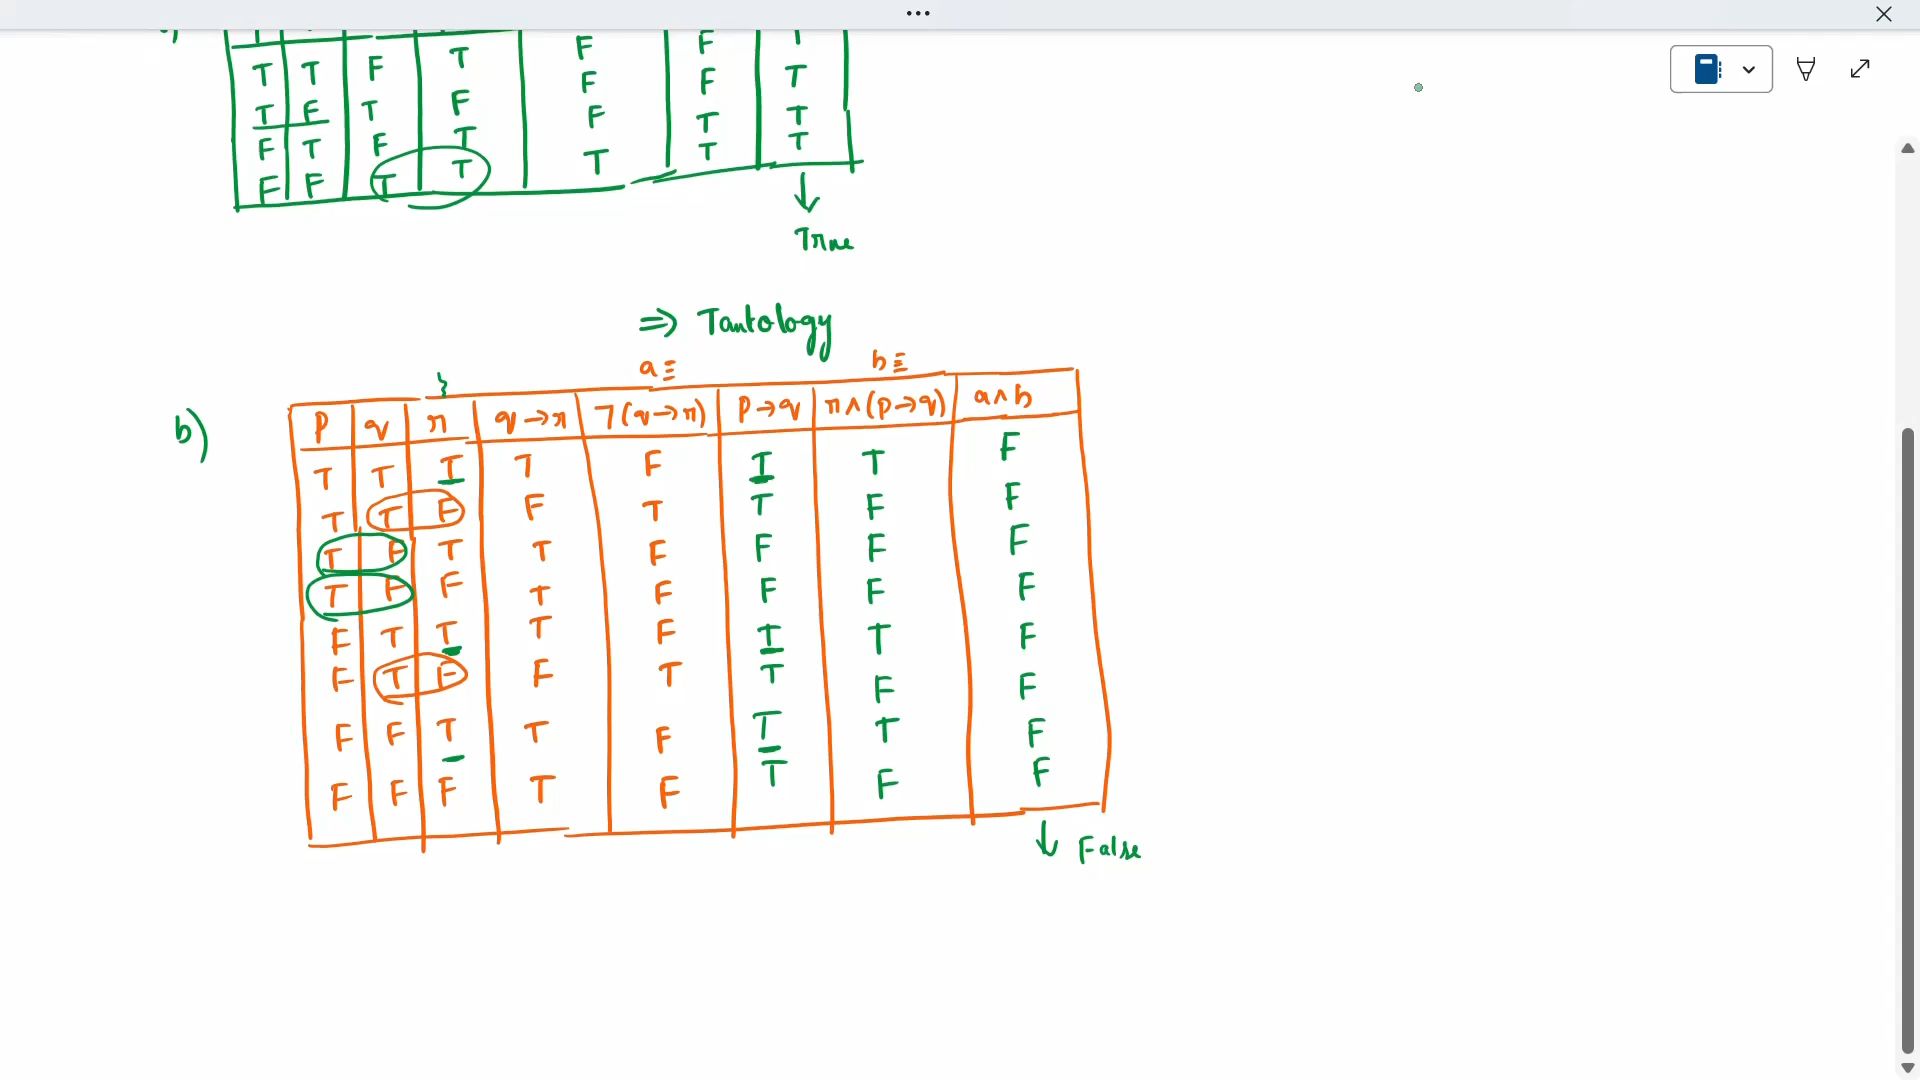 T F F T
T T F T F F T
T F T F F T T
F T F T T T
F F T T T
↓
True
⇒ Tautology
a ≡ b ≡
b)
p q r q→r ¬(q→r) p→q r∧(p→q) a∧b
T T T T F T T F
T T F F T T F F
T F T T F F F F
T F F T F F F F
F T T T F T T F
F T F F T T F F
F F T T F T T F
F F F T F T F F
↓ False